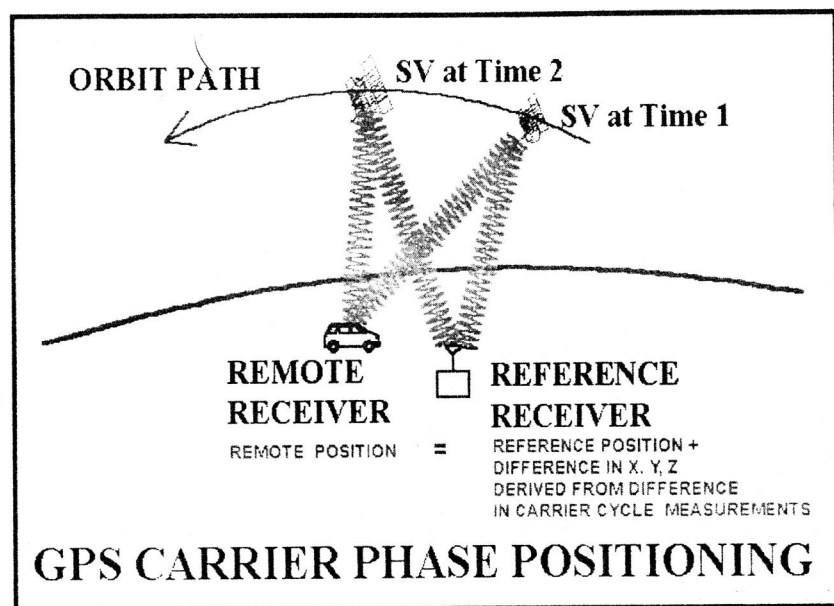 ORBIT PATH
SV at Time 2
SV at Time 1
REMOTE
RECEIVER
REFERENCE
RECEIVER
REMOTE POSITION = REFERENCE POSITION +
DIFFERENCE IN X, Y, Z
DERIVED FROM DIFFERENCE
IN CARRIER CYCLE MEASUREMENTS
GPS CARRIER PHASE POSITIONING